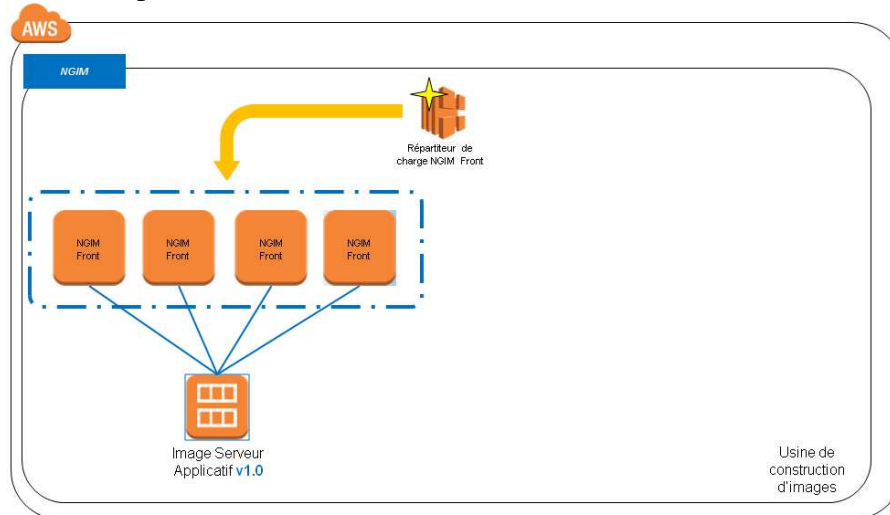 AWS
NGIM
Répartiteur de
charge NGIM Front
NGIM
Front
NGIM
Front
NGIM
Front
NGIM
Front
Image Serveur
Applicatif v1.0
Usine de
construction
d'images